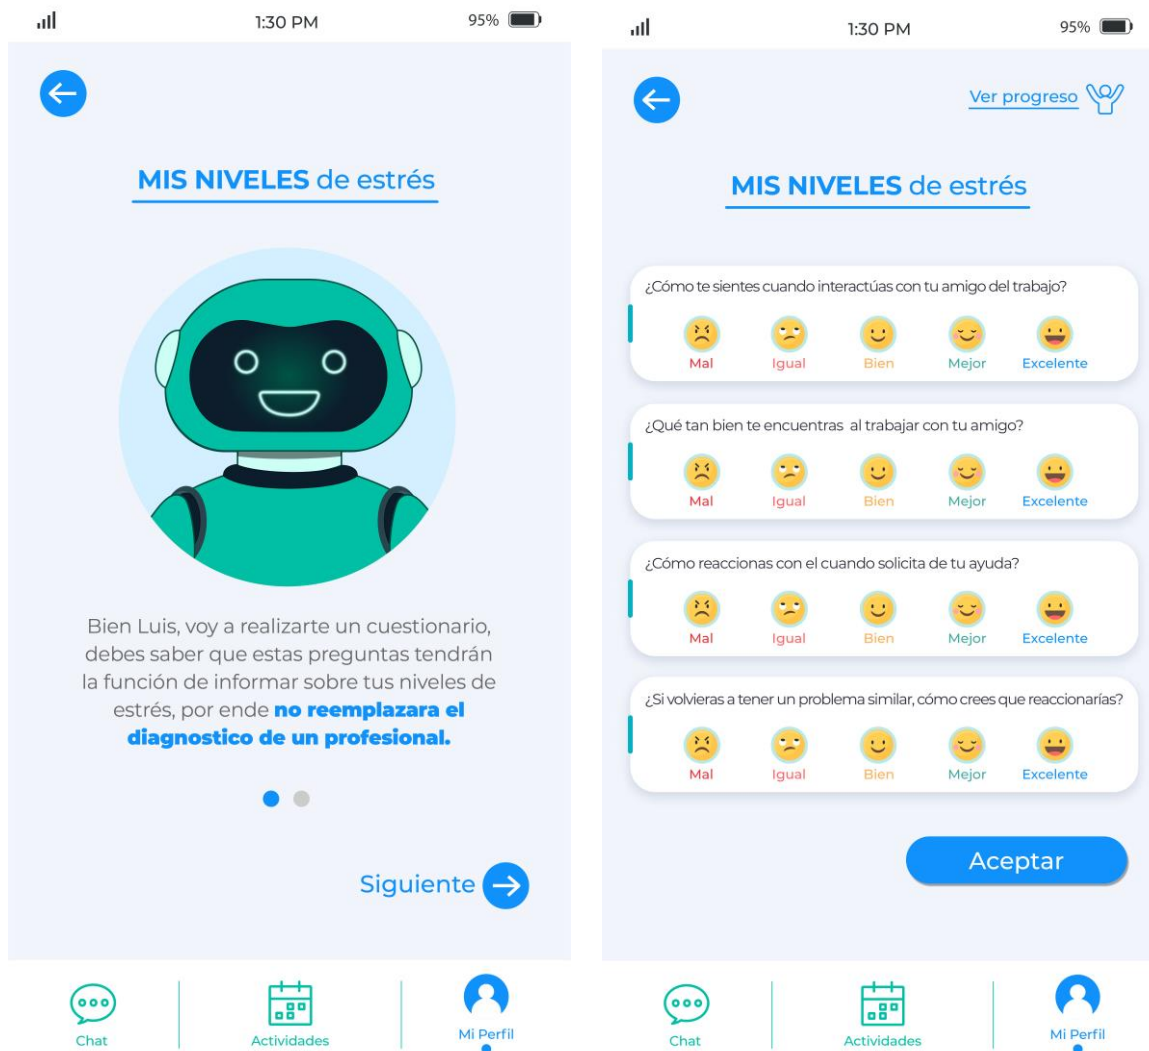 1:30 PM
95%
MIS NIVELES de estrés
Bien Luis, voy a realizarte un cuestionario,
debes saber que estas preguntas tendrán
la función de informar sobre tus niveles de
estrés, por ende no reemplazara el
diagnostico de un profesional.
Siguiente
Chat
Actividades
Mi Perfil
1:30 PM
95%
Ver progreso
MIS NIVELES de estrés
¿Cómo te sientes cuando interactúas con tu amigo del trabajo?
Mal Igual Bien Mejor Excelente
¿Qué tan bien te encuentras al trabajar con tu amigo?
Mal Igual Bien Mejor Excelente
¿Cómo reaccionas con el cuando solicita de tu ayuda?
Mal Igual Bien Mejor Excelente
¿Si volvieras a tener un problema similar, cómo crees que reaccionarías?
Mal Igual Bien Mejor Excelente
Aceptar
Chat
Actividades
Mi Perfil